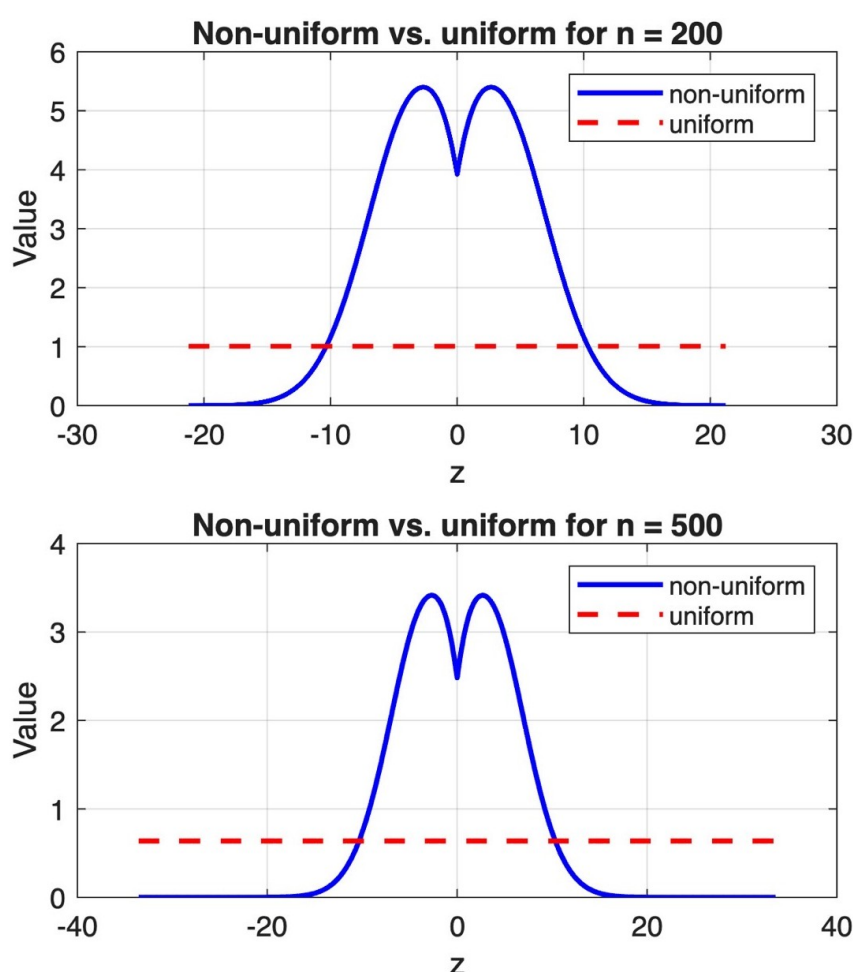 Non-uniform vs. uniform for n = 200
6
5
4
3
2
1
0
Value
non-uniform
uniform
-30 -20 -10 0 10 20 30
z
Non-uniform vs. uniform for n = 500
4
3
2
1
0
Value
non-uniform
uniform
-40 -20 0 20 40
z